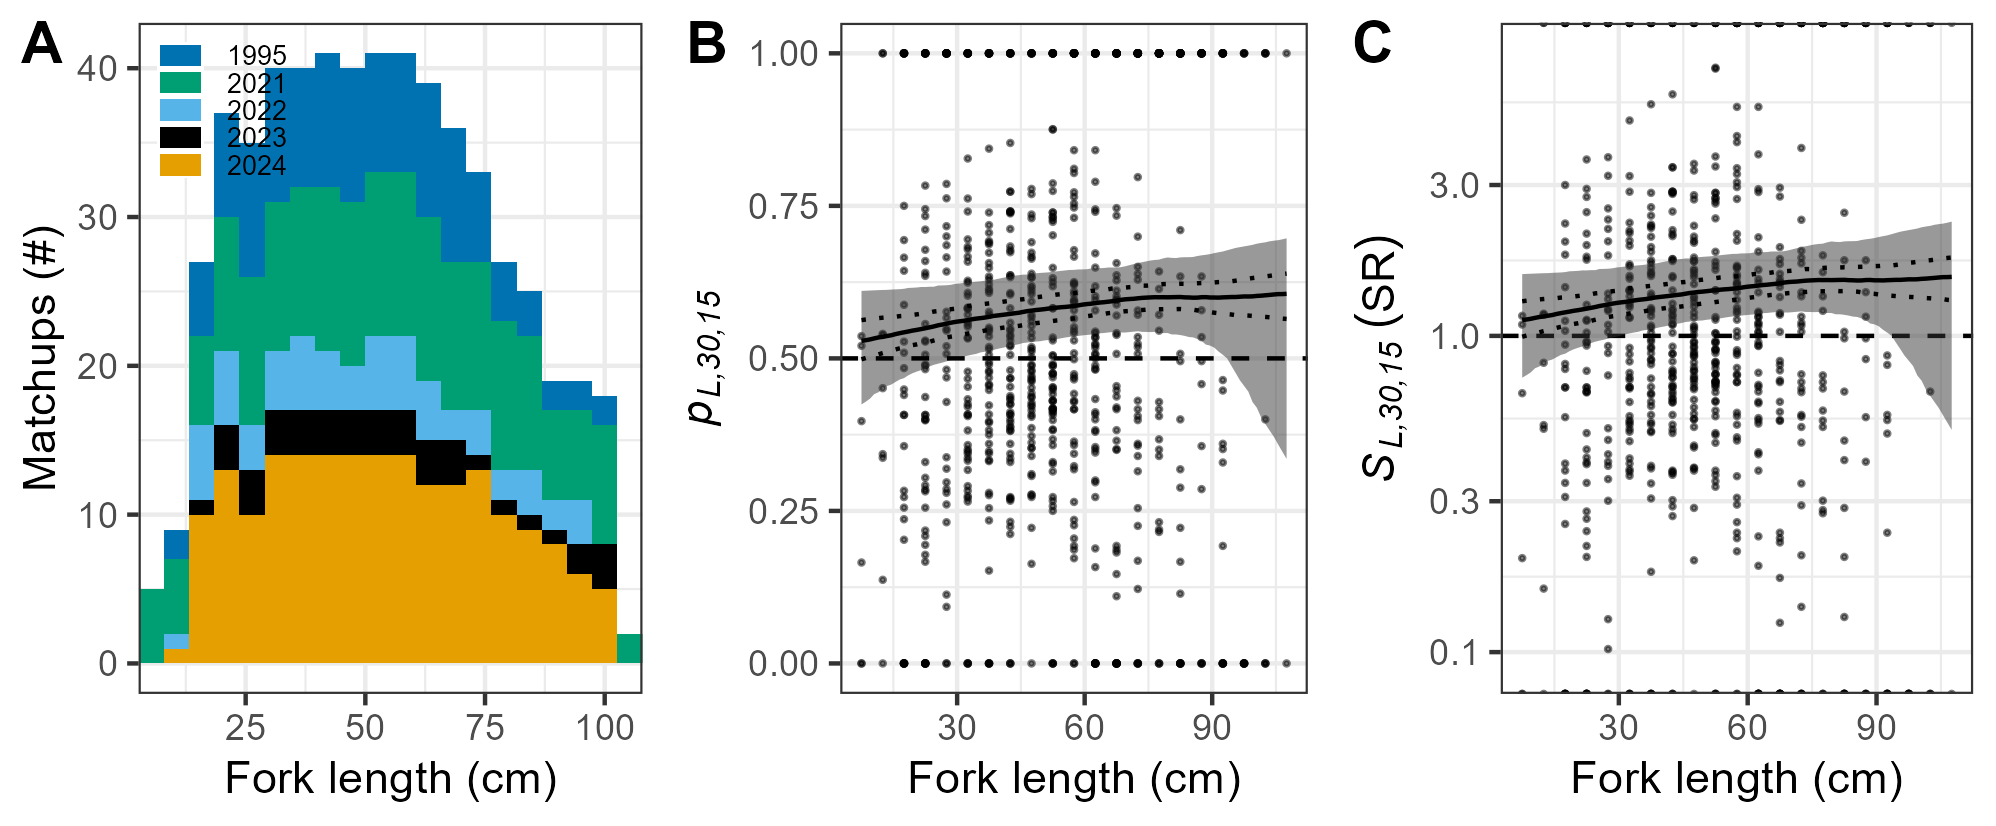 A
Matchups (#)
40
30
20
10
0
1995
2021
2022
2023
2024
25 50 75 100
Fork length (cm)
B
pL,30,15
1.00
0.75
0.50
0.25
0.00
30 60 90
Fork length (cm)
C
SL,30,15 (SR)
3.0
1.0
0.3
0.1
30 60 90
Fork length (cm)